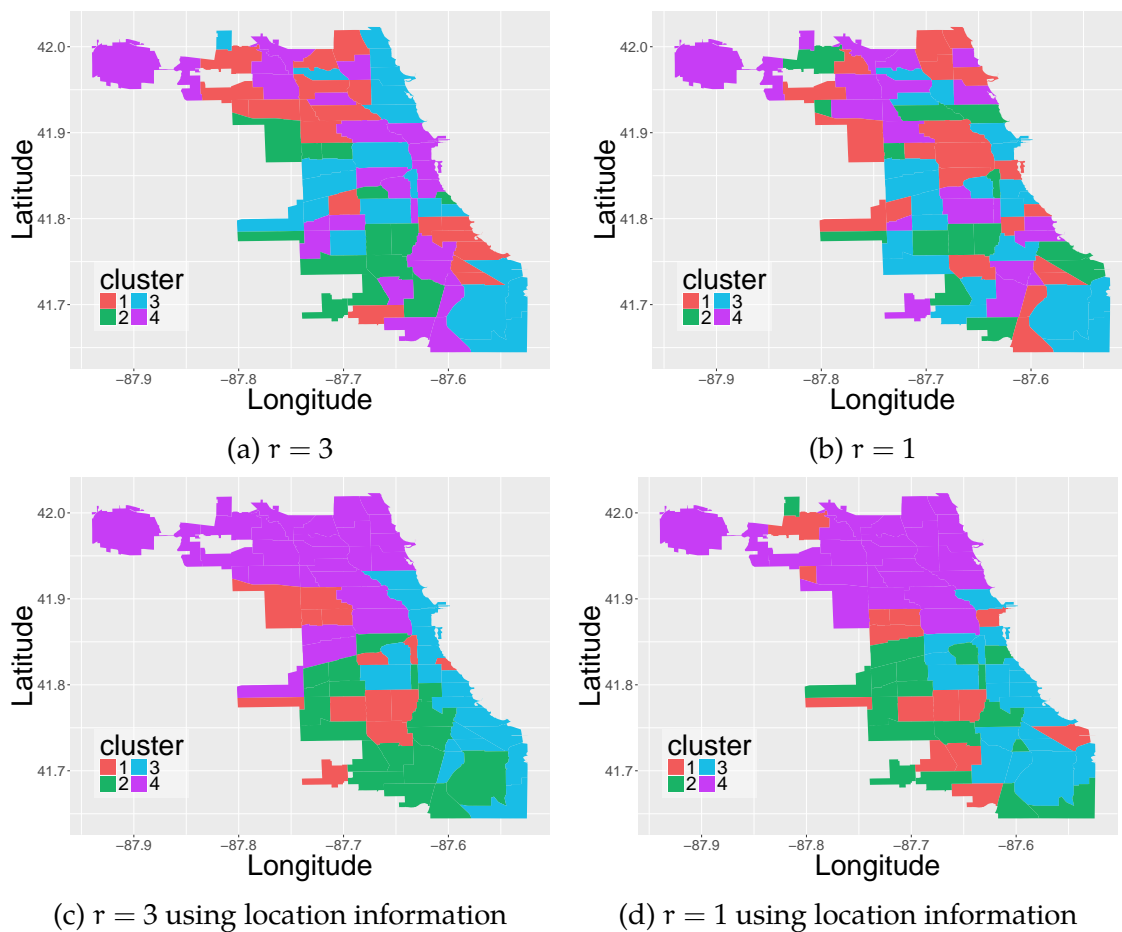 42.0
41.9
41.8
41.7
Latitude
cluster
1 3
2 4
−87.9 −87.8 −87.7 −87.6
Longitude
(a) r = 3
42.0
41.9
41.8
41.7
Latitude
cluster
1 3
2 4
−87.9 −87.8 −87.7 −87.6
Longitude
(b) r = 1
42.0
41.9
41.8
41.7
Latitude
cluster
1 3
2 4
−87.9 −87.8 −87.7 −87.6
Longitude
(c) r = 3 using location information
42.0
41.9
41.8
41.7
Latitude
cluster
1 3
2 4
−87.9 −87.8 −87.7 −87.6
Longitude
(d) r = 1 using location information